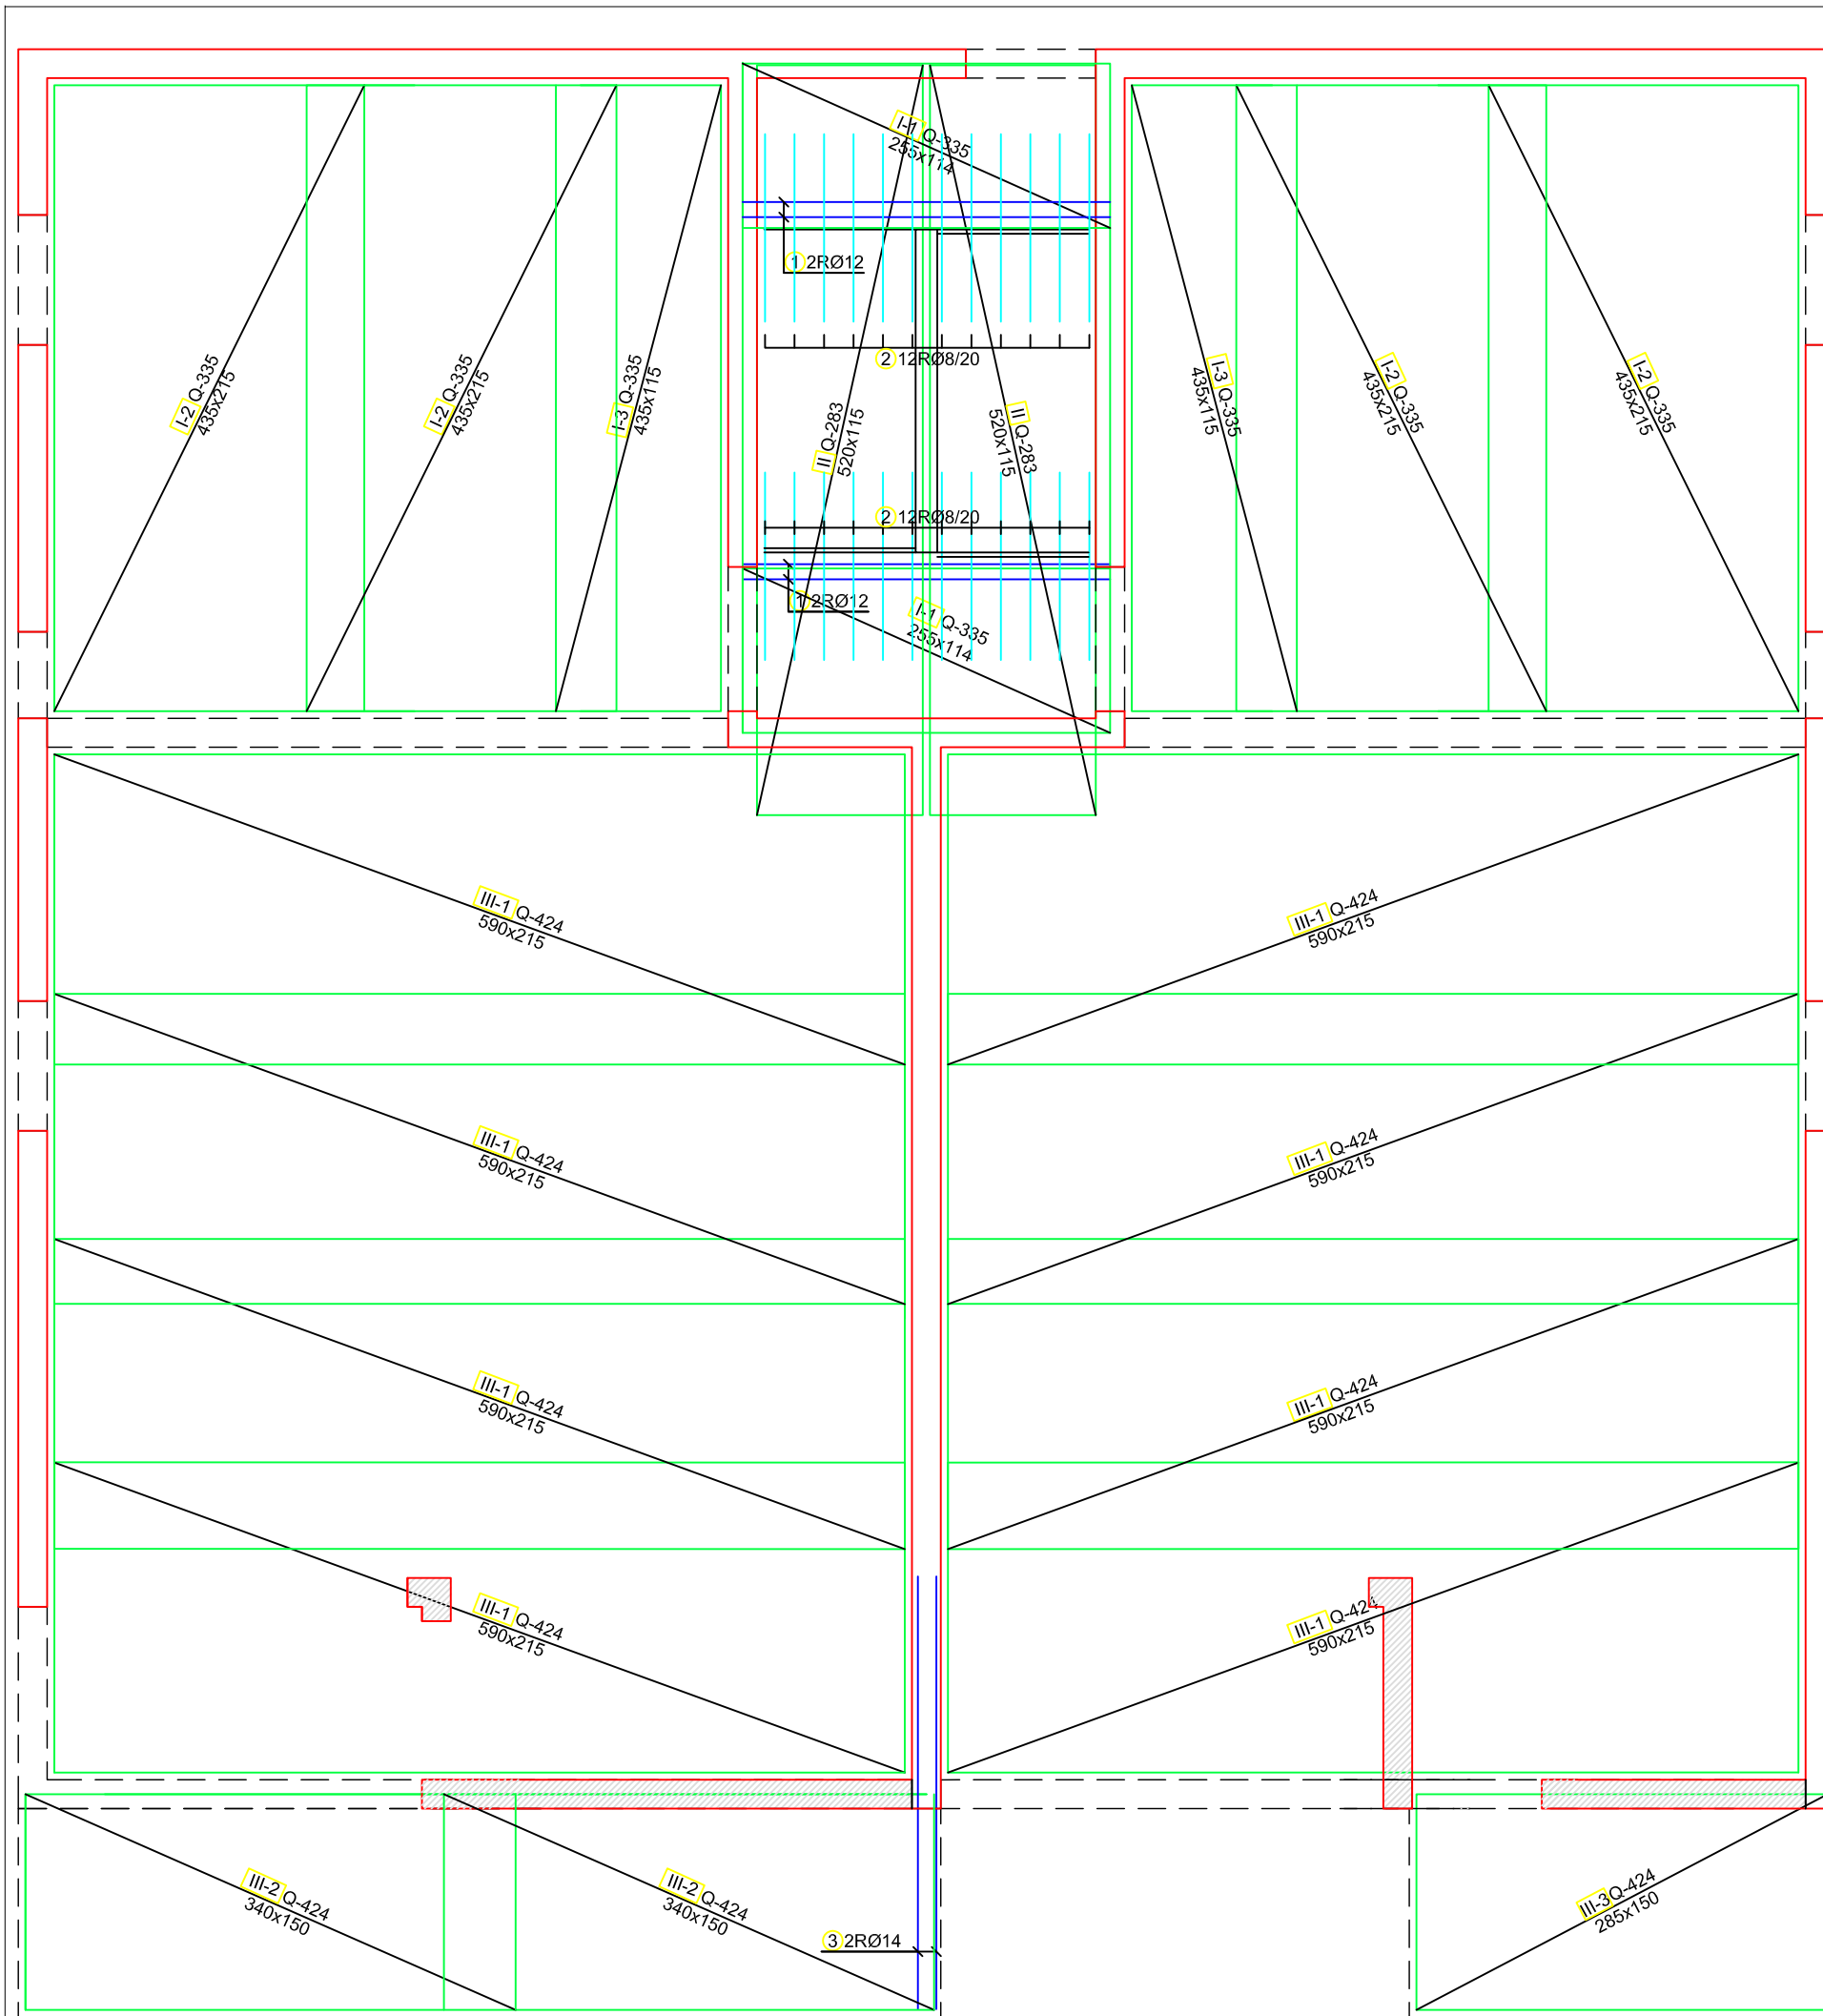 I-1 Q-335
255x114
1 2RØ12
2 12RØ8/20
I-2 Q-335
435x215
I-2 Q-335
435x215
I-3 Q-335
435x115
II Q-283
520x115
II Q-283
520x115
I-3 Q-335
435x115
I-2 Q-335
435x215
I-2 Q-335
435x215
2 12RØ8/20
1 2RØ12
I-1 Q-335
255x114
III-1 Q-424
590x215
III-1 Q-424
590x215
III-1 Q-424
590x215
III-1 Q-424
590x215
III-1 Q-424
590x215
III-1 Q-424
590x215
III-1 Q-424
590x215
III-1 Q-424
590x215
III-2 Q-424
340x150
III-2 Q-424
340x150
III-3 Q-424
285x150
3 2RØ14